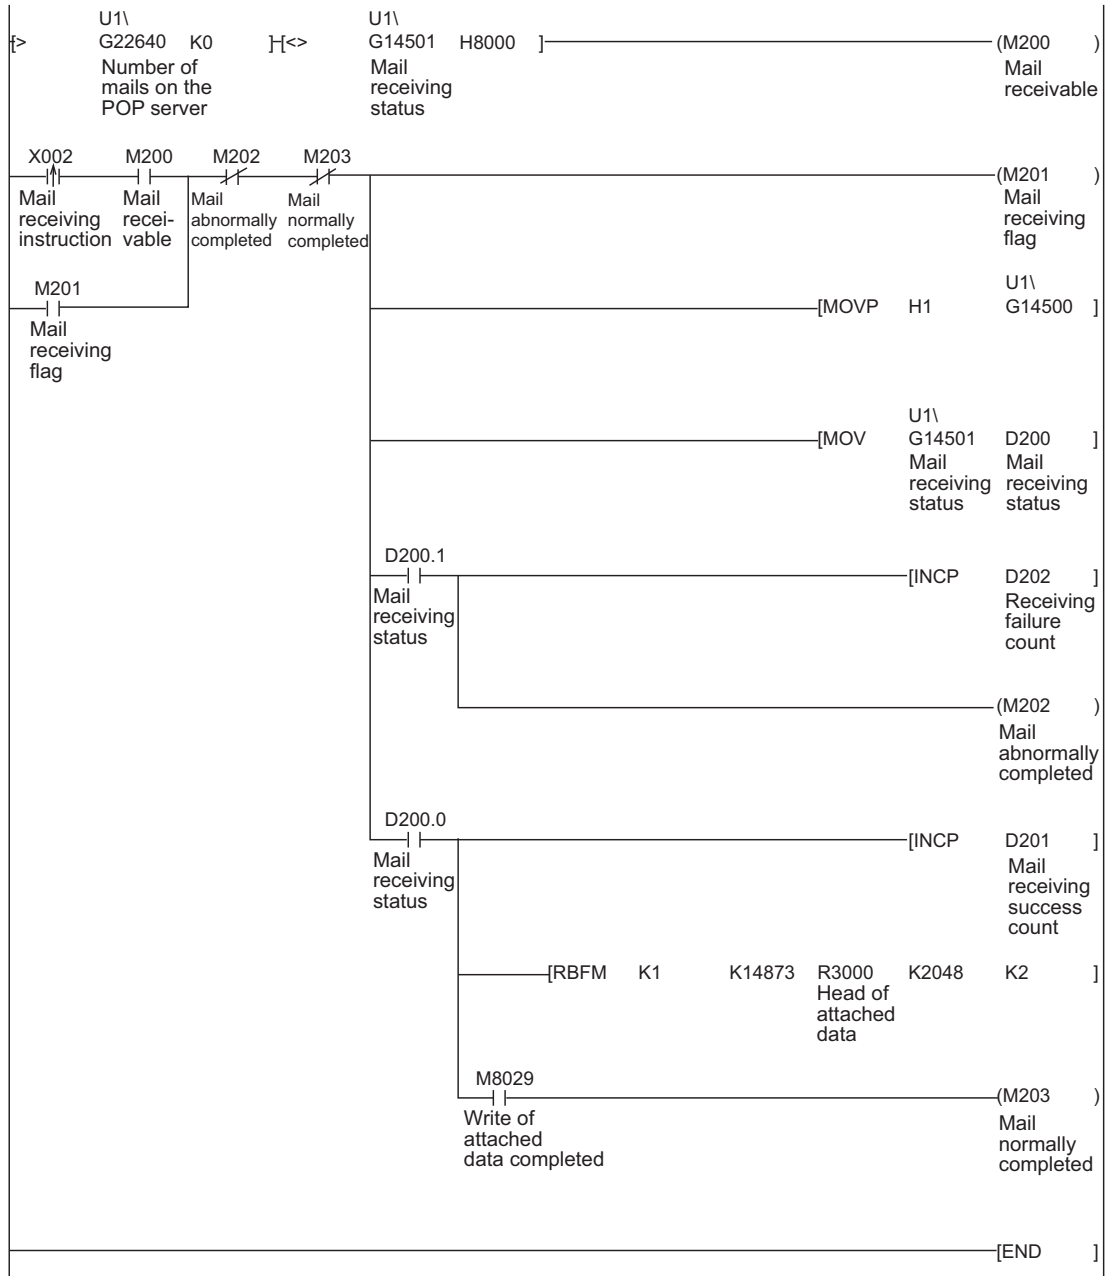 U1\ U1\
[> G22640 K0 ] [<> G14501 H8000 ] (M200 )
Number of Mail Mail
mails on the receiving receivable
POP server status
X002 M200 M202 M203
(M201 )
Mail Mail Mail Mail Mail
receiving recei- abnormally normally receiving
instruction vable completed completed flag
M201 U1\
[MOVP H1 G14500 ]
Mail
receiving
flag
U1\
[MOV G14501 D200 ]
Mail Mail
receiving receiving
status status
D200.1
[INCP D202 ]
Mail Receiving
receiving failure
status count
(M202 )
Mail
abnormally
completed
D200.0
[INCP D201 ]
Mail Mail
receiving receiving
status success
count
[RBFM K1 K14873 R3000 K2048 K2 ]
Head of
attached
data
M8029
(M203 )
Write of Mail
attached normally
data completed completed
[END ]